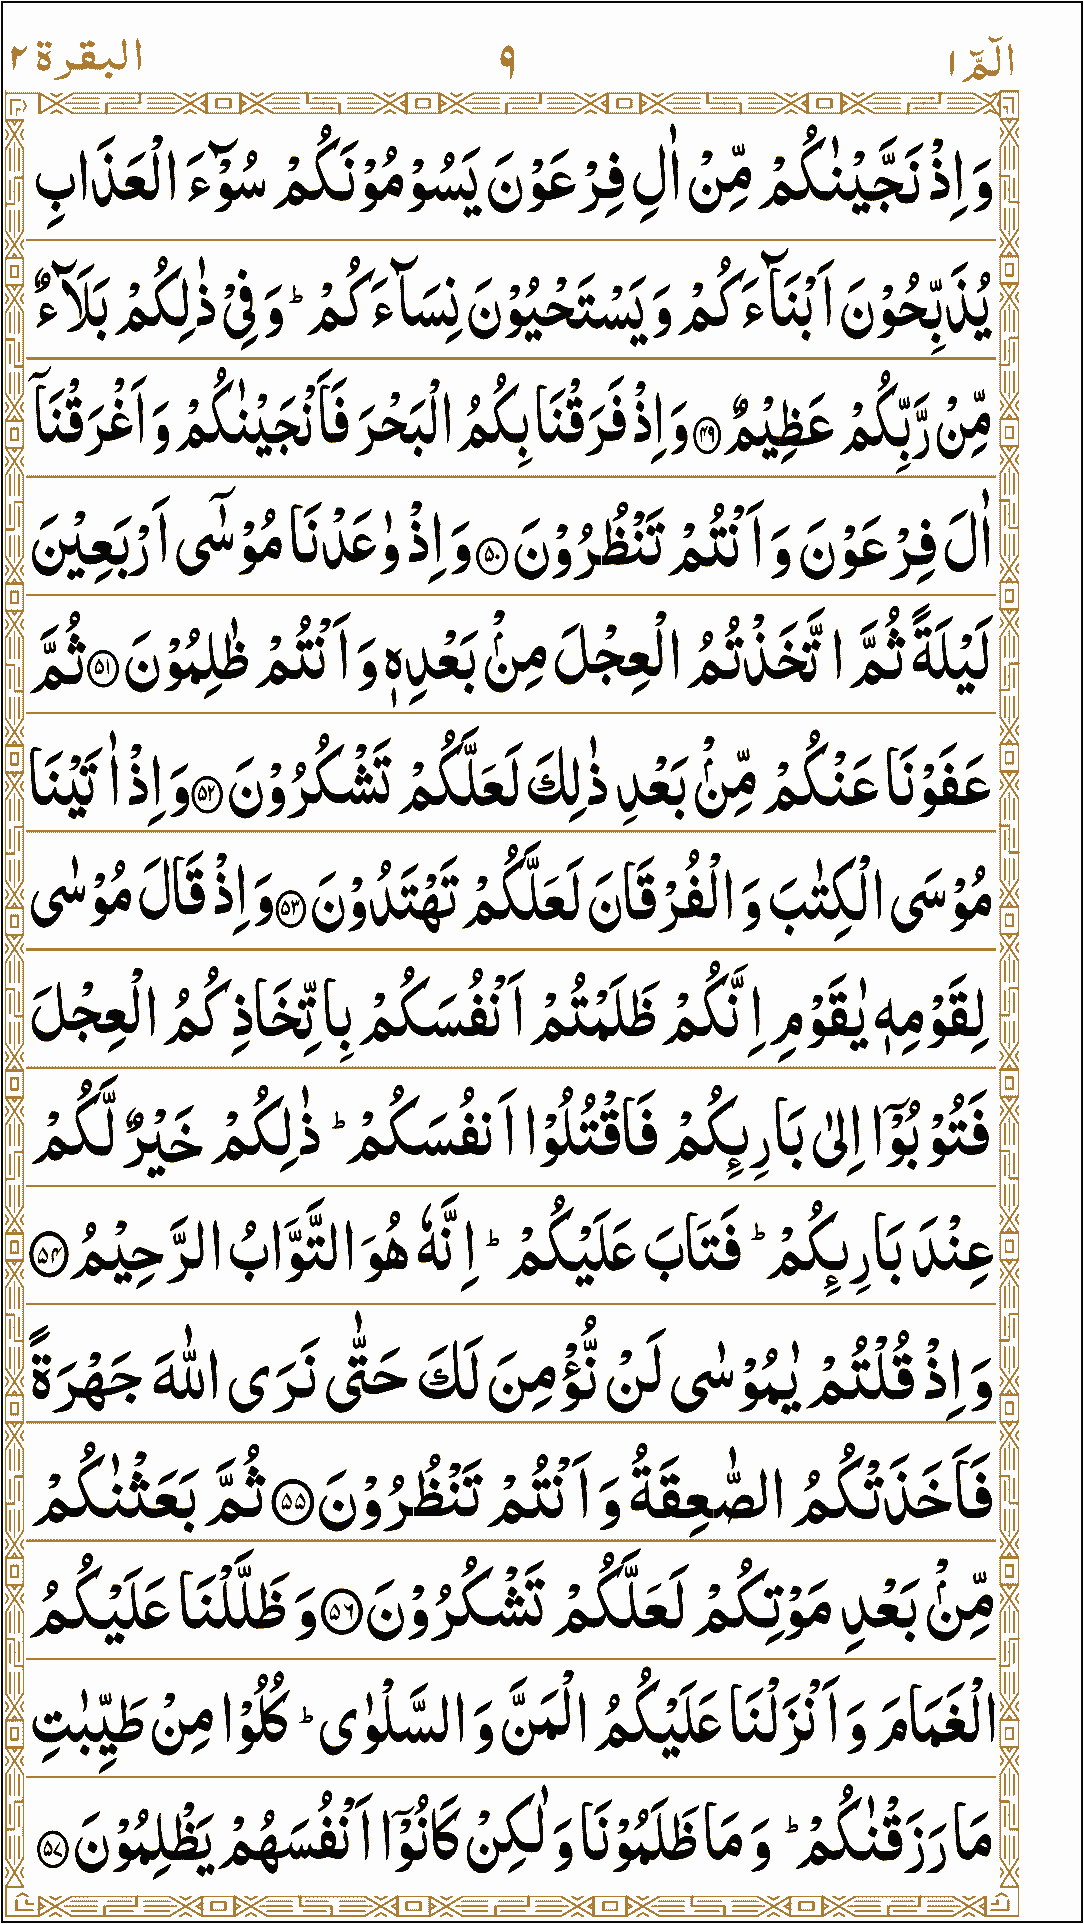 الٓمّٓ ١ ٩ البقرة ٢
وَ اِذْ نَجَّیْنٰكُمْ مِّنْ اٰلِ فِرْعَوْنَ یَسُوْمُوْنَكُمْ سُوْٓءَ الْعَذَابِ
یُذَبِّحُوْنَ اَبْنَآءَكُمْ وَ یَسْتَحْیُوْنَ نِسَآءَكُمْ ؕ وَ فِیْ ذٰلِكُمْ بَلَآءٌ
مِّنْ رَّبِّكُمْ عَظِیْمٌ ﴿۴۹﴾ وَ اِذْ فَرَقْنَا بِكُمُ الْبَحْرَ فَاَنْجَیْنٰكُمْ وَ اَغْرَقْنَاۤ
اٰلَ فِرْعَوْنَ وَ اَنْتُمْ تَنْظُرُوْنَ ﴿۵۰﴾ وَ اِذْ وٰعَدْنَا مُوْسٰۤی اَرْبَعِیْنَ
لَیْلَةً ثُمَّ اتَّخَذْتُمُ الْعِجْلَ مِنْۢ بَعْدِهٖ وَ اَنْتُمْ ظٰلِمُوْنَ ﴿۵۱﴾ ثُمَّ
عَفَوْنَا عَنْكُمْ مِّنْۢ بَعْدِ ذٰلِكَ لَعَلَّكُمْ تَشْكُرُوْنَ ﴿۵۲﴾ وَ اِذْ اٰتَیْنَا
مُوْسَی الْكِتٰبَ وَ الْفُرْقَانَ لَعَلَّكُمْ تَهْتَدُوْنَ ﴿۵۳﴾ وَ اِذْ قَالَ مُوْسٰی
لِقَوْمِهٖ یٰقَوْمِ اِنَّكُمْ ظَلَمْتُمْ اَنْفُسَكُمْ بِاتِّخَاذِكُمُ الْعِجْلَ
فَتُوْبُوْۤا اِلٰی بَارِىِٕكُمْ فَاقْتُلُوْۤا اَنفُسَكُمْ ؕ ذٰلِكُمْ خَیْرٌ لَّكُمْ
عِنْدَ بَارِىِٕكُمْ ؕ فَتَابَ عَلَیْكُمْ ؕ اِنَّهٗ هُوَ التَّوَّابُ الرَّحِیْمُ ﴿۵۴﴾
وَ اِذْ قُلْتُمْ یٰمُوْسٰی لَنْ نُّؤْمِنَ لَكَ حَتّٰی نَرَی اللّٰهَ جَهْرَةً
فَاَخَذَتْكُمُ الصّٰعِقَةُ وَ اَنْتُمْ تَنْظُرُوْنَ ﴿۵۵﴾ ثُمَّ بَعَثْنٰكُمْ
مِّنْۢ بَعْدِ مَوْتِكُمْ لَعَلَّكُمْ تَشْكُرُوْنَ ﴿۵۶﴾ وَ ظَلَّلْنَا عَلَیْكُمُ
الْغَمَامَ وَ اَنْزَلْنَا عَلَیْكُمُ الْمَنَّ وَ السَّلْوٰی ؕ كُلُوْا مِنْ طَیِّبٰتِ
مَا رَزَقْنٰكُمْ ؕ وَ مَا ظَلَمُوْنَا وَ لٰكِنْ كَانُوْۤا اَنْفُسَهُمْ یَظْلِمُوْنَ ﴿۵۷﴾